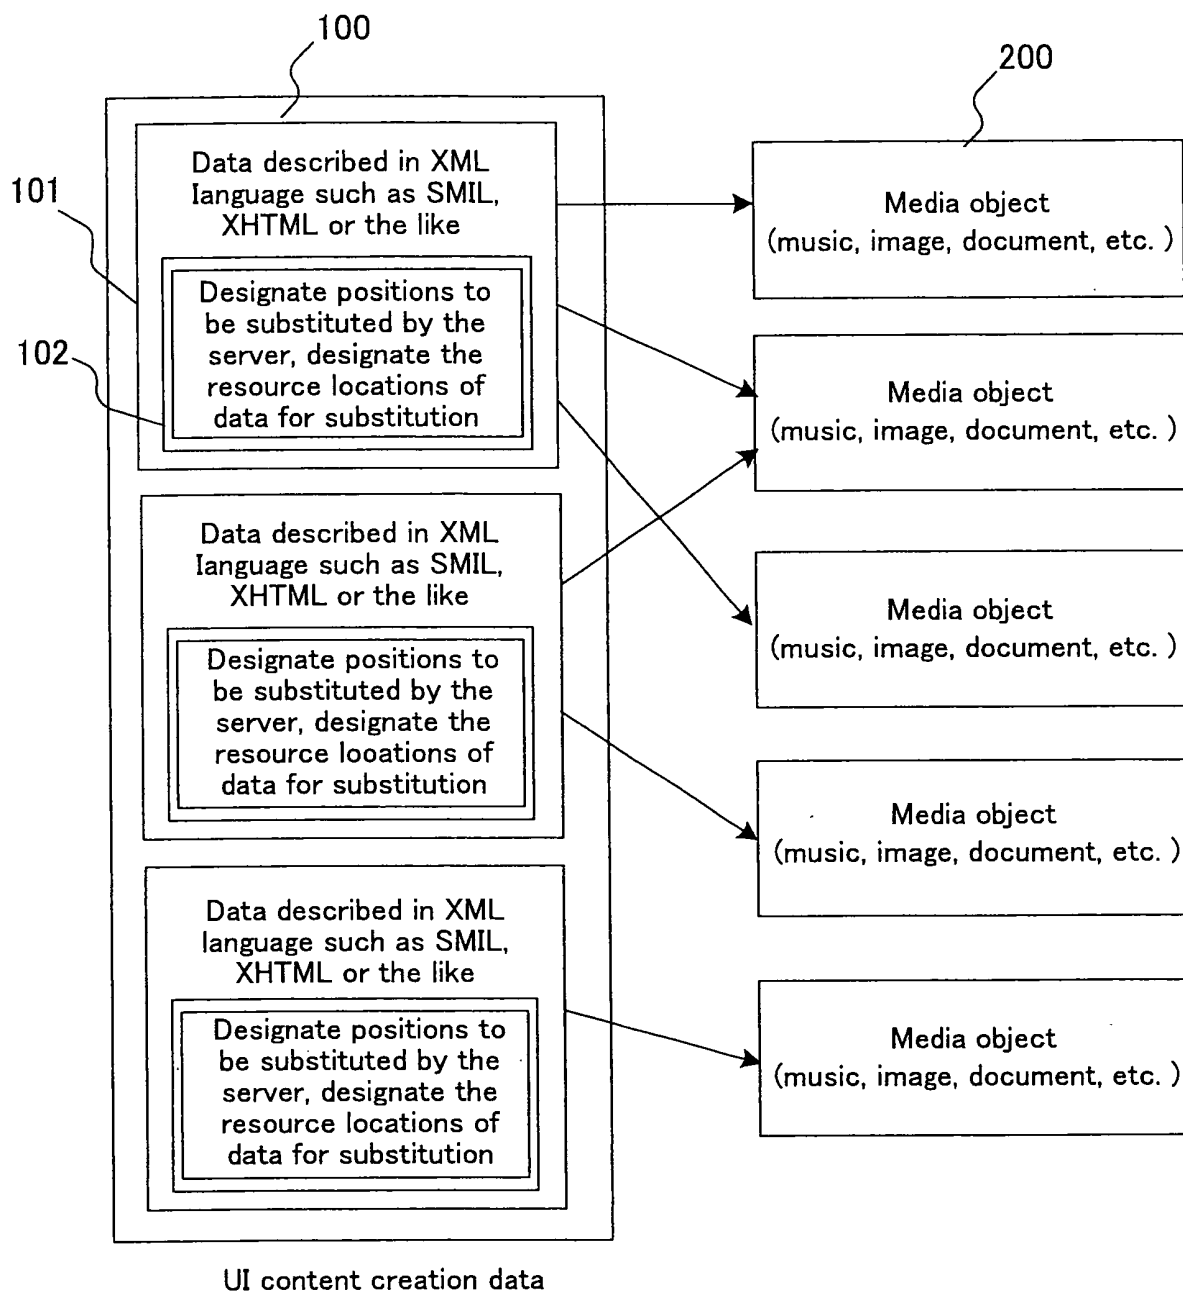 100
200
101
102
Data described in XML
language such as SMIL,
XHTML or the like
Designate positions to
be substituted by the
server, designate the
resource locations of
data for substitution
Data described in XML
language such as SMIL,
XHTML or the like
Designate positions to
be substituted by the
server, designate the
resource looations of
data for substitution
Data described in XML
language such as SMIL,
XHTML or the like
Designate positions to
be substituted by the
server, designate the
resource locations of
data for substitution
UI content creation data
Media object
(music, image, document, etc. )
Media object
(music, image, document, etc. )
Media object
(music, image, document, etc. )
Media object
(music, image, document, etc. )
Media object
(music, image, document, etc. )